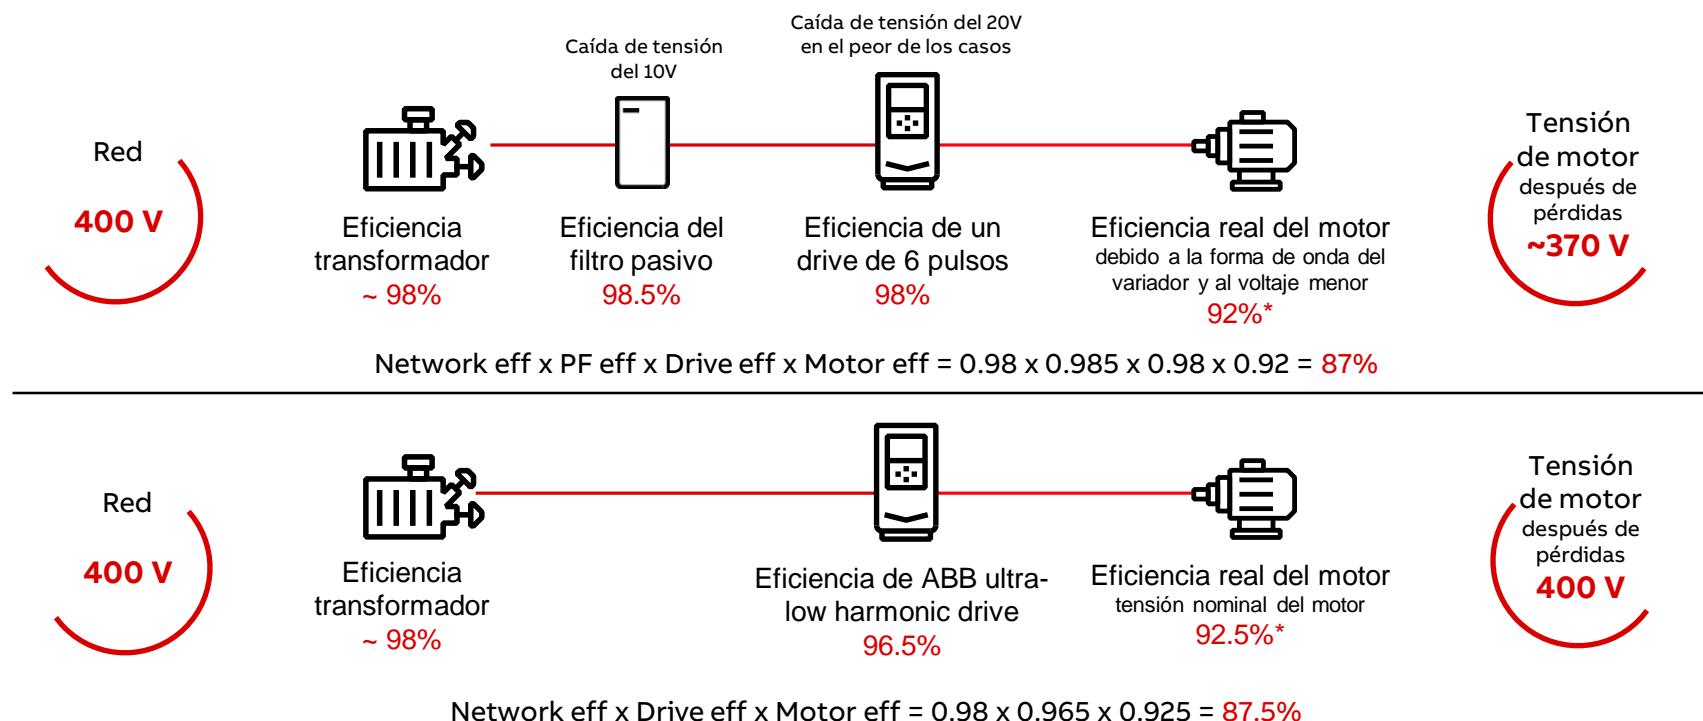 Caída de tensión del 20V
en el peor de los casos
Caída de tensión
del 10V
Red
400 V
Eficiencia
transformador
~ 98%
Eficiencia del
filtro pasivo
98.5%
Eficiencia de un
drive de 6 pulsos
98%
Eficiencia real del motor
debido a la forma de onda del
variador y al voltaje menor
92%*
Tensión
de motor
después de
pérdidas
~370 V
Network eff x PF eff x Drive eff x Motor eff = 0.98 x 0.985 x 0.98 x 0.92 = 87%
Red
400 V
Eficiencia
transformador
~ 98%
Eficiencia de ABB ultra-
low harmonic drive
96.5%
Eficiencia real del motor
tensión nominal del motor
92.5%*
Tensión
de motor
después de
pérdidas
400 V
Network eff x Drive eff x Motor eff = 0.98 x 0.965 x 0.925 = 87.5%